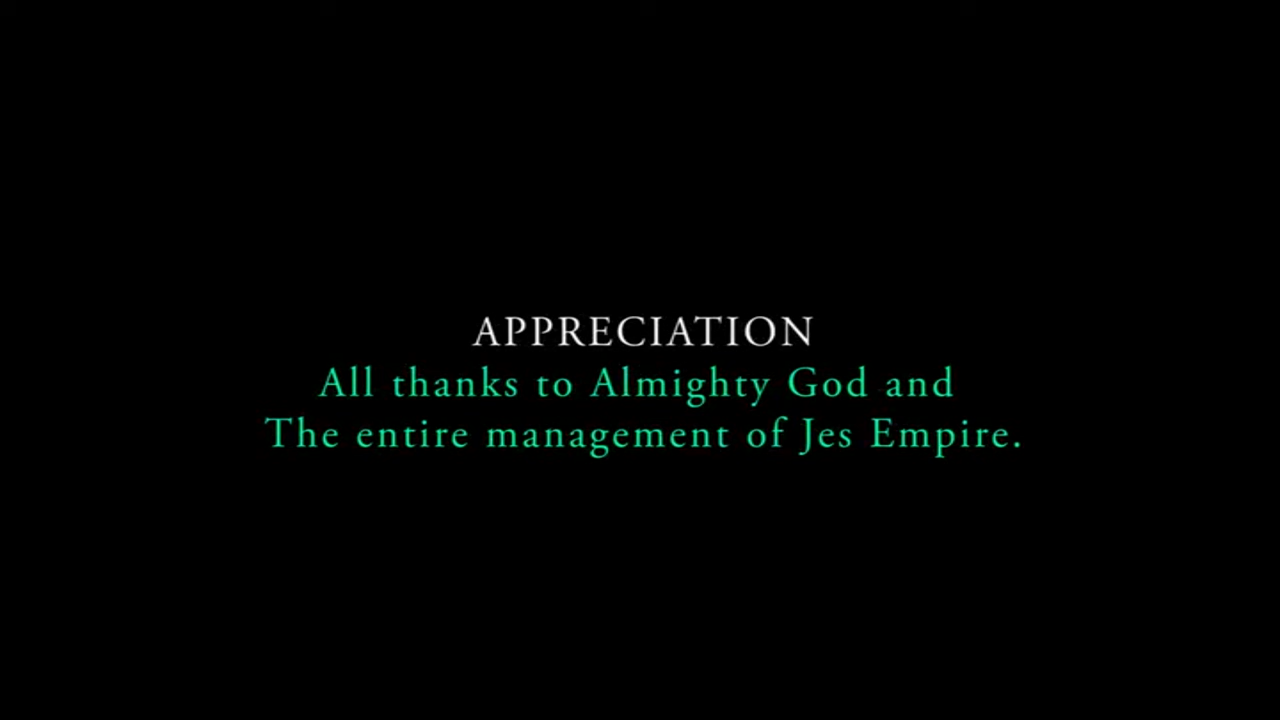 APPRECIATION
All thanks to Almighty God and
The entire management of Jes Empire.